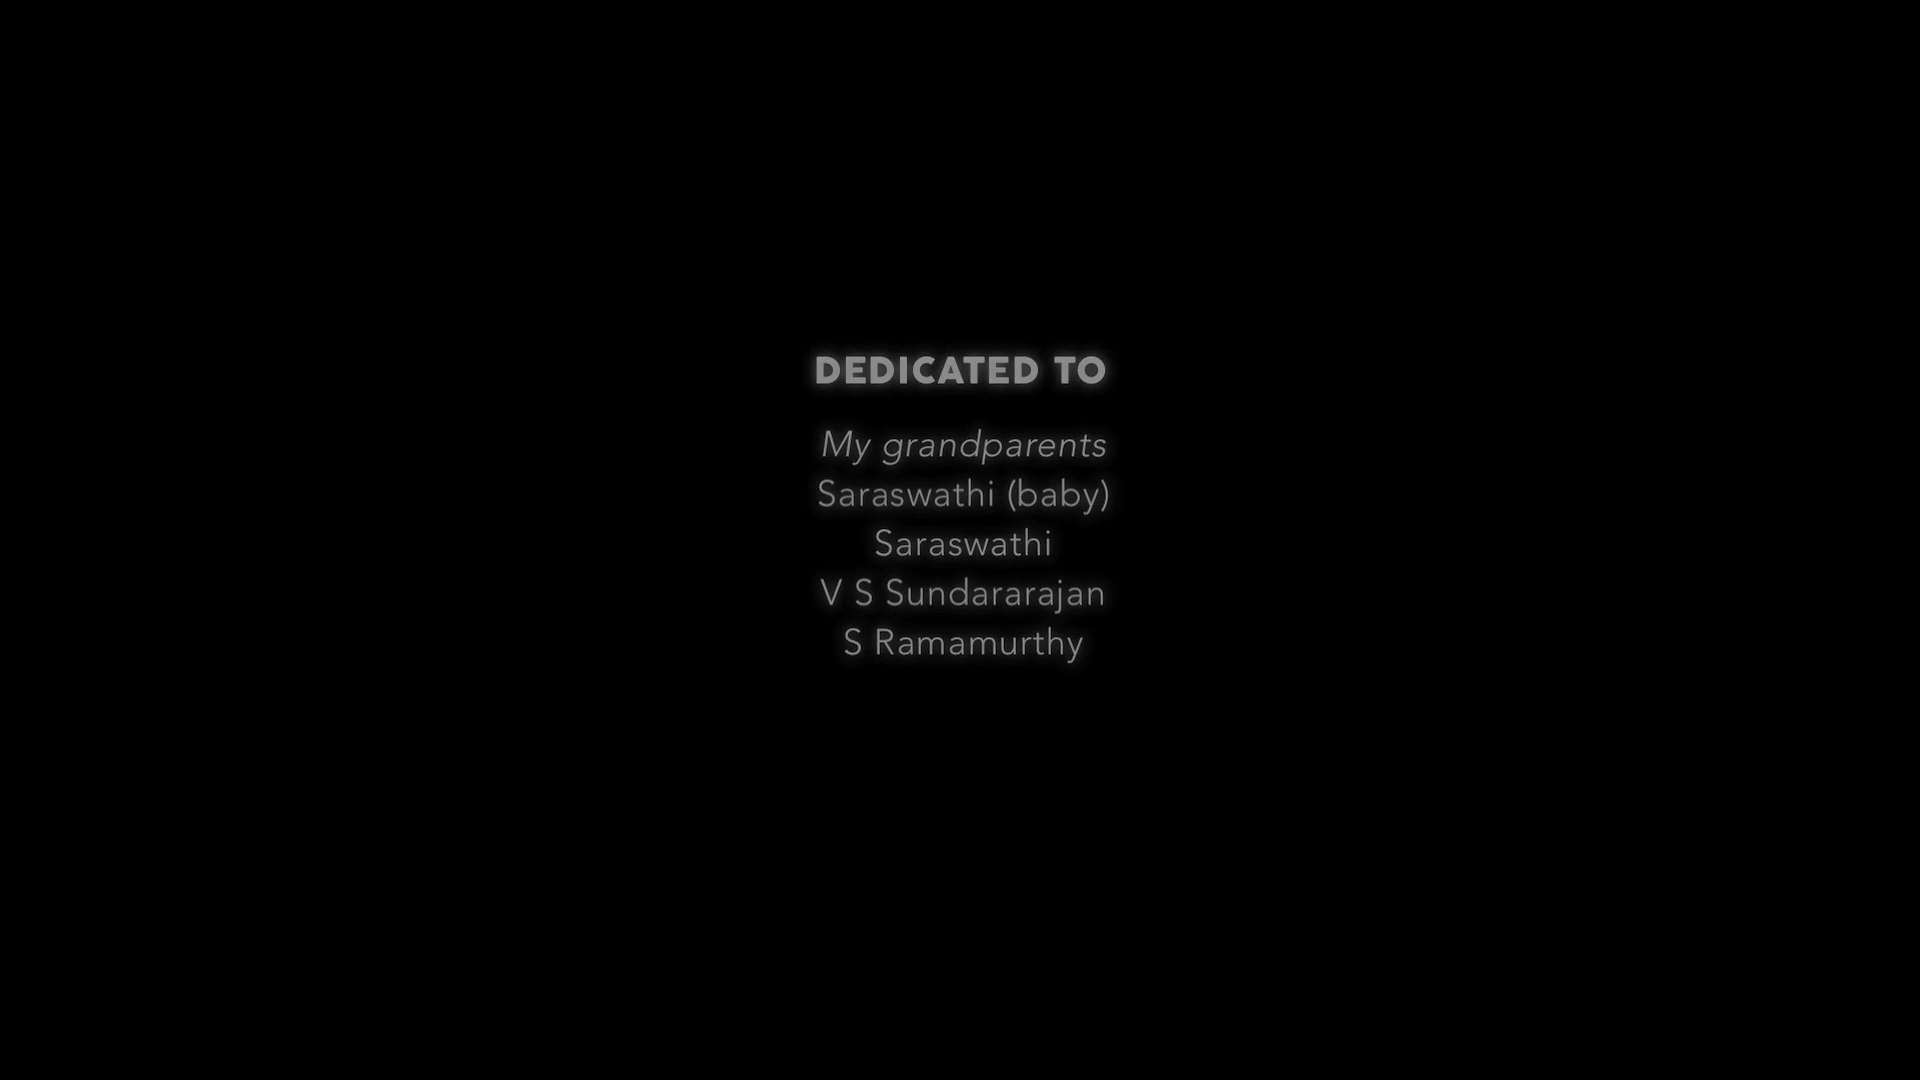 DEDICATED TO
My grandparents
Saraswathi (baby)
Saraswathi
V S Sundararajan
S Ramamurthy